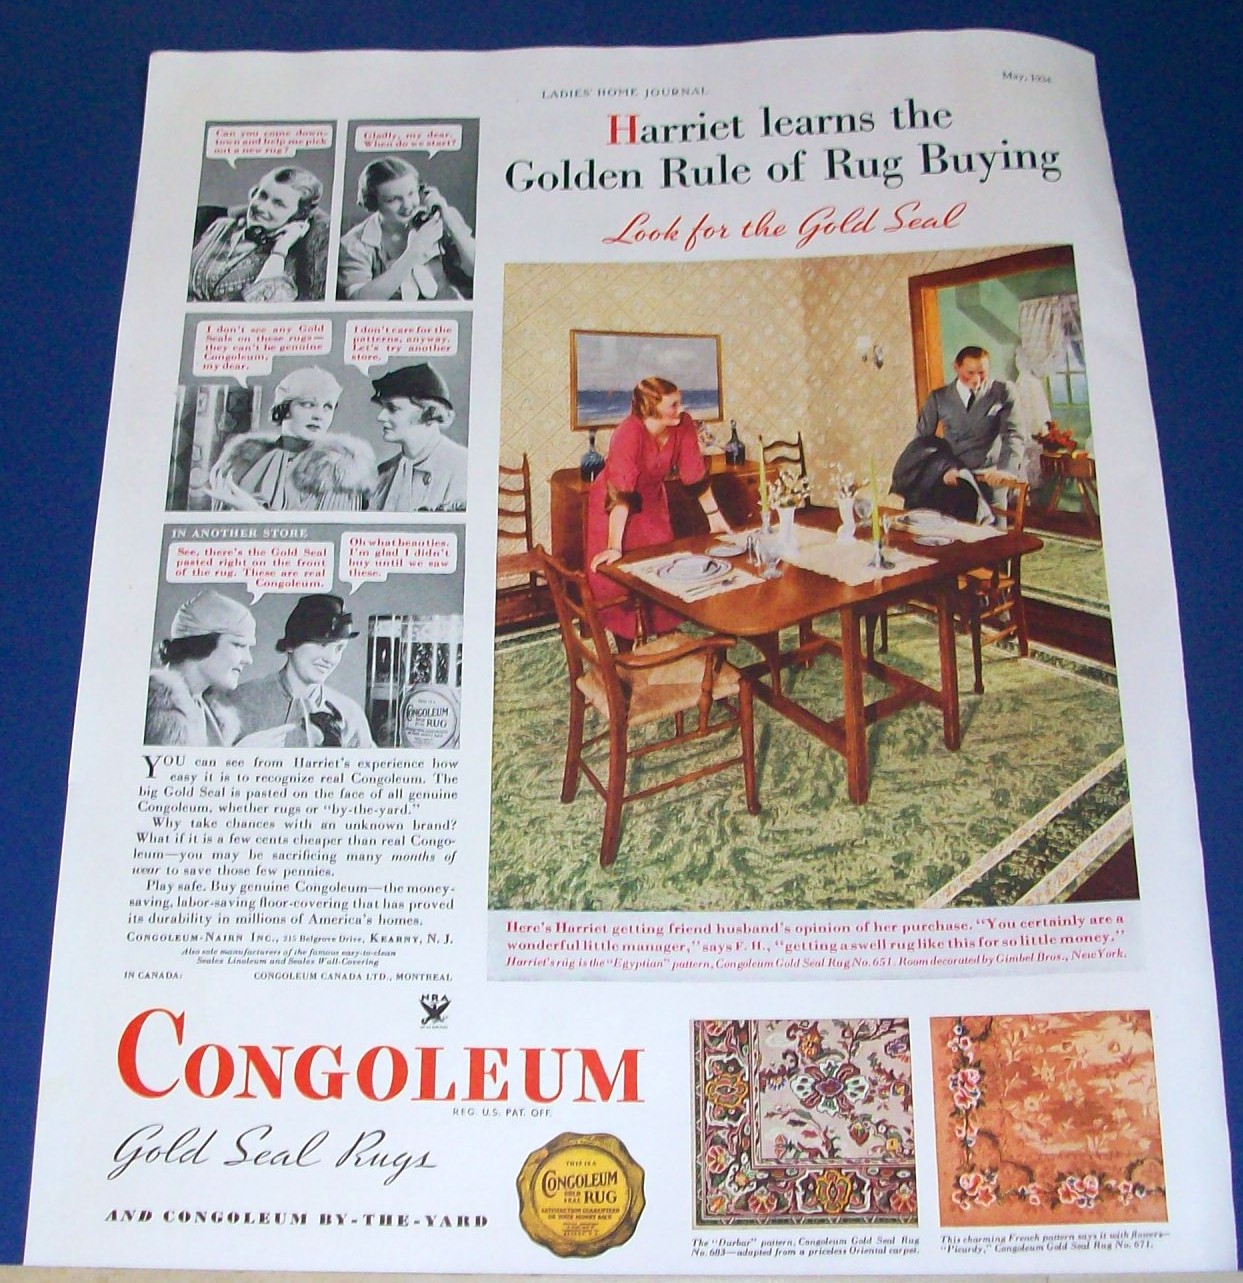 LADIES' HOME JOURNAL
May, 1934
Harriet learns the
Golden Rule of Rug Buying
Look for the Gold Seal
Can you come down-
town and help me pick
out a new rug?
Gladly, my dear.
When do we start?
I don't see any Gold
Seals on these rugs—
they can't be genuine
Congoleum,
my dear.
I don't care for the
patterns, anyway.
Let's try another
store.
IN ANOTHER STORE
See, there's the Gold Seal
pasted right on the front
of the rug. These are real
Congoleum.
Oh what beauties.
I'm glad I didn't
buy until we saw
these.
CONGOLEUM
RUG
YOU can see from Harriet's experience how
easy it is to recognize real Congoleum. The
big Gold Seal is pasted on the face of all genuine
Congoleum, whether rugs or "by-the-yard."
Why take chances with an unknown brand?
What if it is a few cents cheaper than real Congo-
leum—you may be sacrificing many months of
wear to save those few pennies.
Play safe. Buy genuine Congoleum—the money-
saving, labor-saving floor-covering that has proved
its durability in millions of America's homes.
CONGOLEUM-NAIRN INC., 215 Belgrove Drive, KEARNY, N. J.
Also sole manufacturers of the famous easy-to-clean
Sealex Linoleum and Sealex Wall-Covering
IN CANADA: CONGOLEUM CANADA LTD., MONTREAL
Here's Harriet getting friend husband's opinion of her purchase. "You certainly are a
wonderful little manager," says F. H., "getting a swell rug like this for so little money."
Harriet's rug is the "Egyptian" pattern, Congoleum Gold Seal Rug No. 651. Room decorated by Gimbel Bros., New York.
NRA
CONGOLEUM
REG. U.S. PAT. OFF.
Gold Seal Rugs
AND CONGOLEUM BY-THE-YARD
THIS IS A
CONGOLEUM
GOLD SEAL RUG
SATISFACTION GUARANTEED
OR YOUR MONEY BACK
The "Durbar" pattern, Congoleum Gold Seal Rug
No. 603—adapted from a priceless Oriental carpet.
This charming French pattern says it with flowers—
"Picardy," Congoleum Gold Seal Rug No. 671.